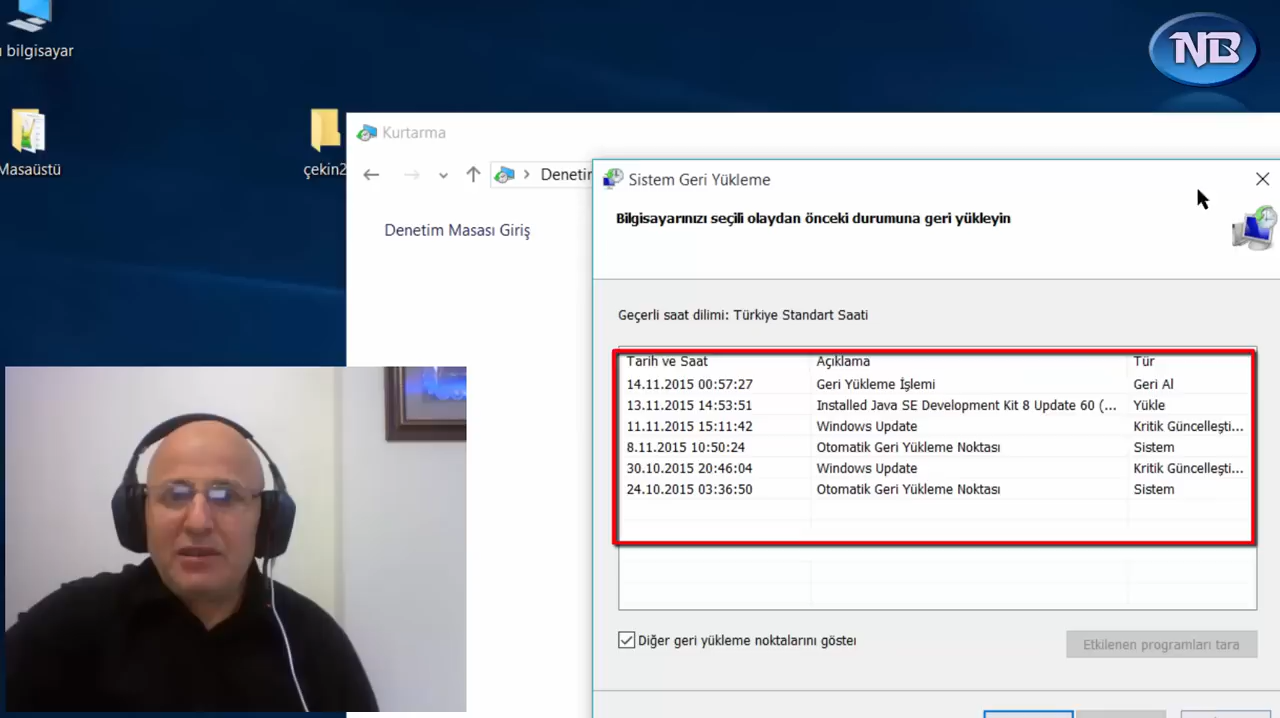 NB
bilgisayar
Masaüstü
çekin2
Kurtarma
Denetim
Denetim Masası Giriş
Sistem Geri Yükleme
Bilgisayarınızı seçili olaydan önceki durumuna geri yükleyin
Geçerli saat dilimi: Türkiye Standart Saati
Tarih ve Saat Açıklama Tür
14.11.2015 00:57:27 Geri Yükleme İşlemi Geri Al
13.11.2015 14:53:51 Installed Java SE Development Kit 8 Update 60 (... Yükle
11.11.2015 15:11:42 Windows Update Kritik Güncelleşti...
8.11.2015 10:50:24 Otomatik Geri Yükleme Noktası Sistem
30.10.2015 20:46:04 Windows Update Kritik Güncelleşti...
24.10.2015 03:36:50 Otomatik Geri Yükleme Noktası Sistem
Diğer geri yükleme noktalarını göster
Etkilenen programları tara